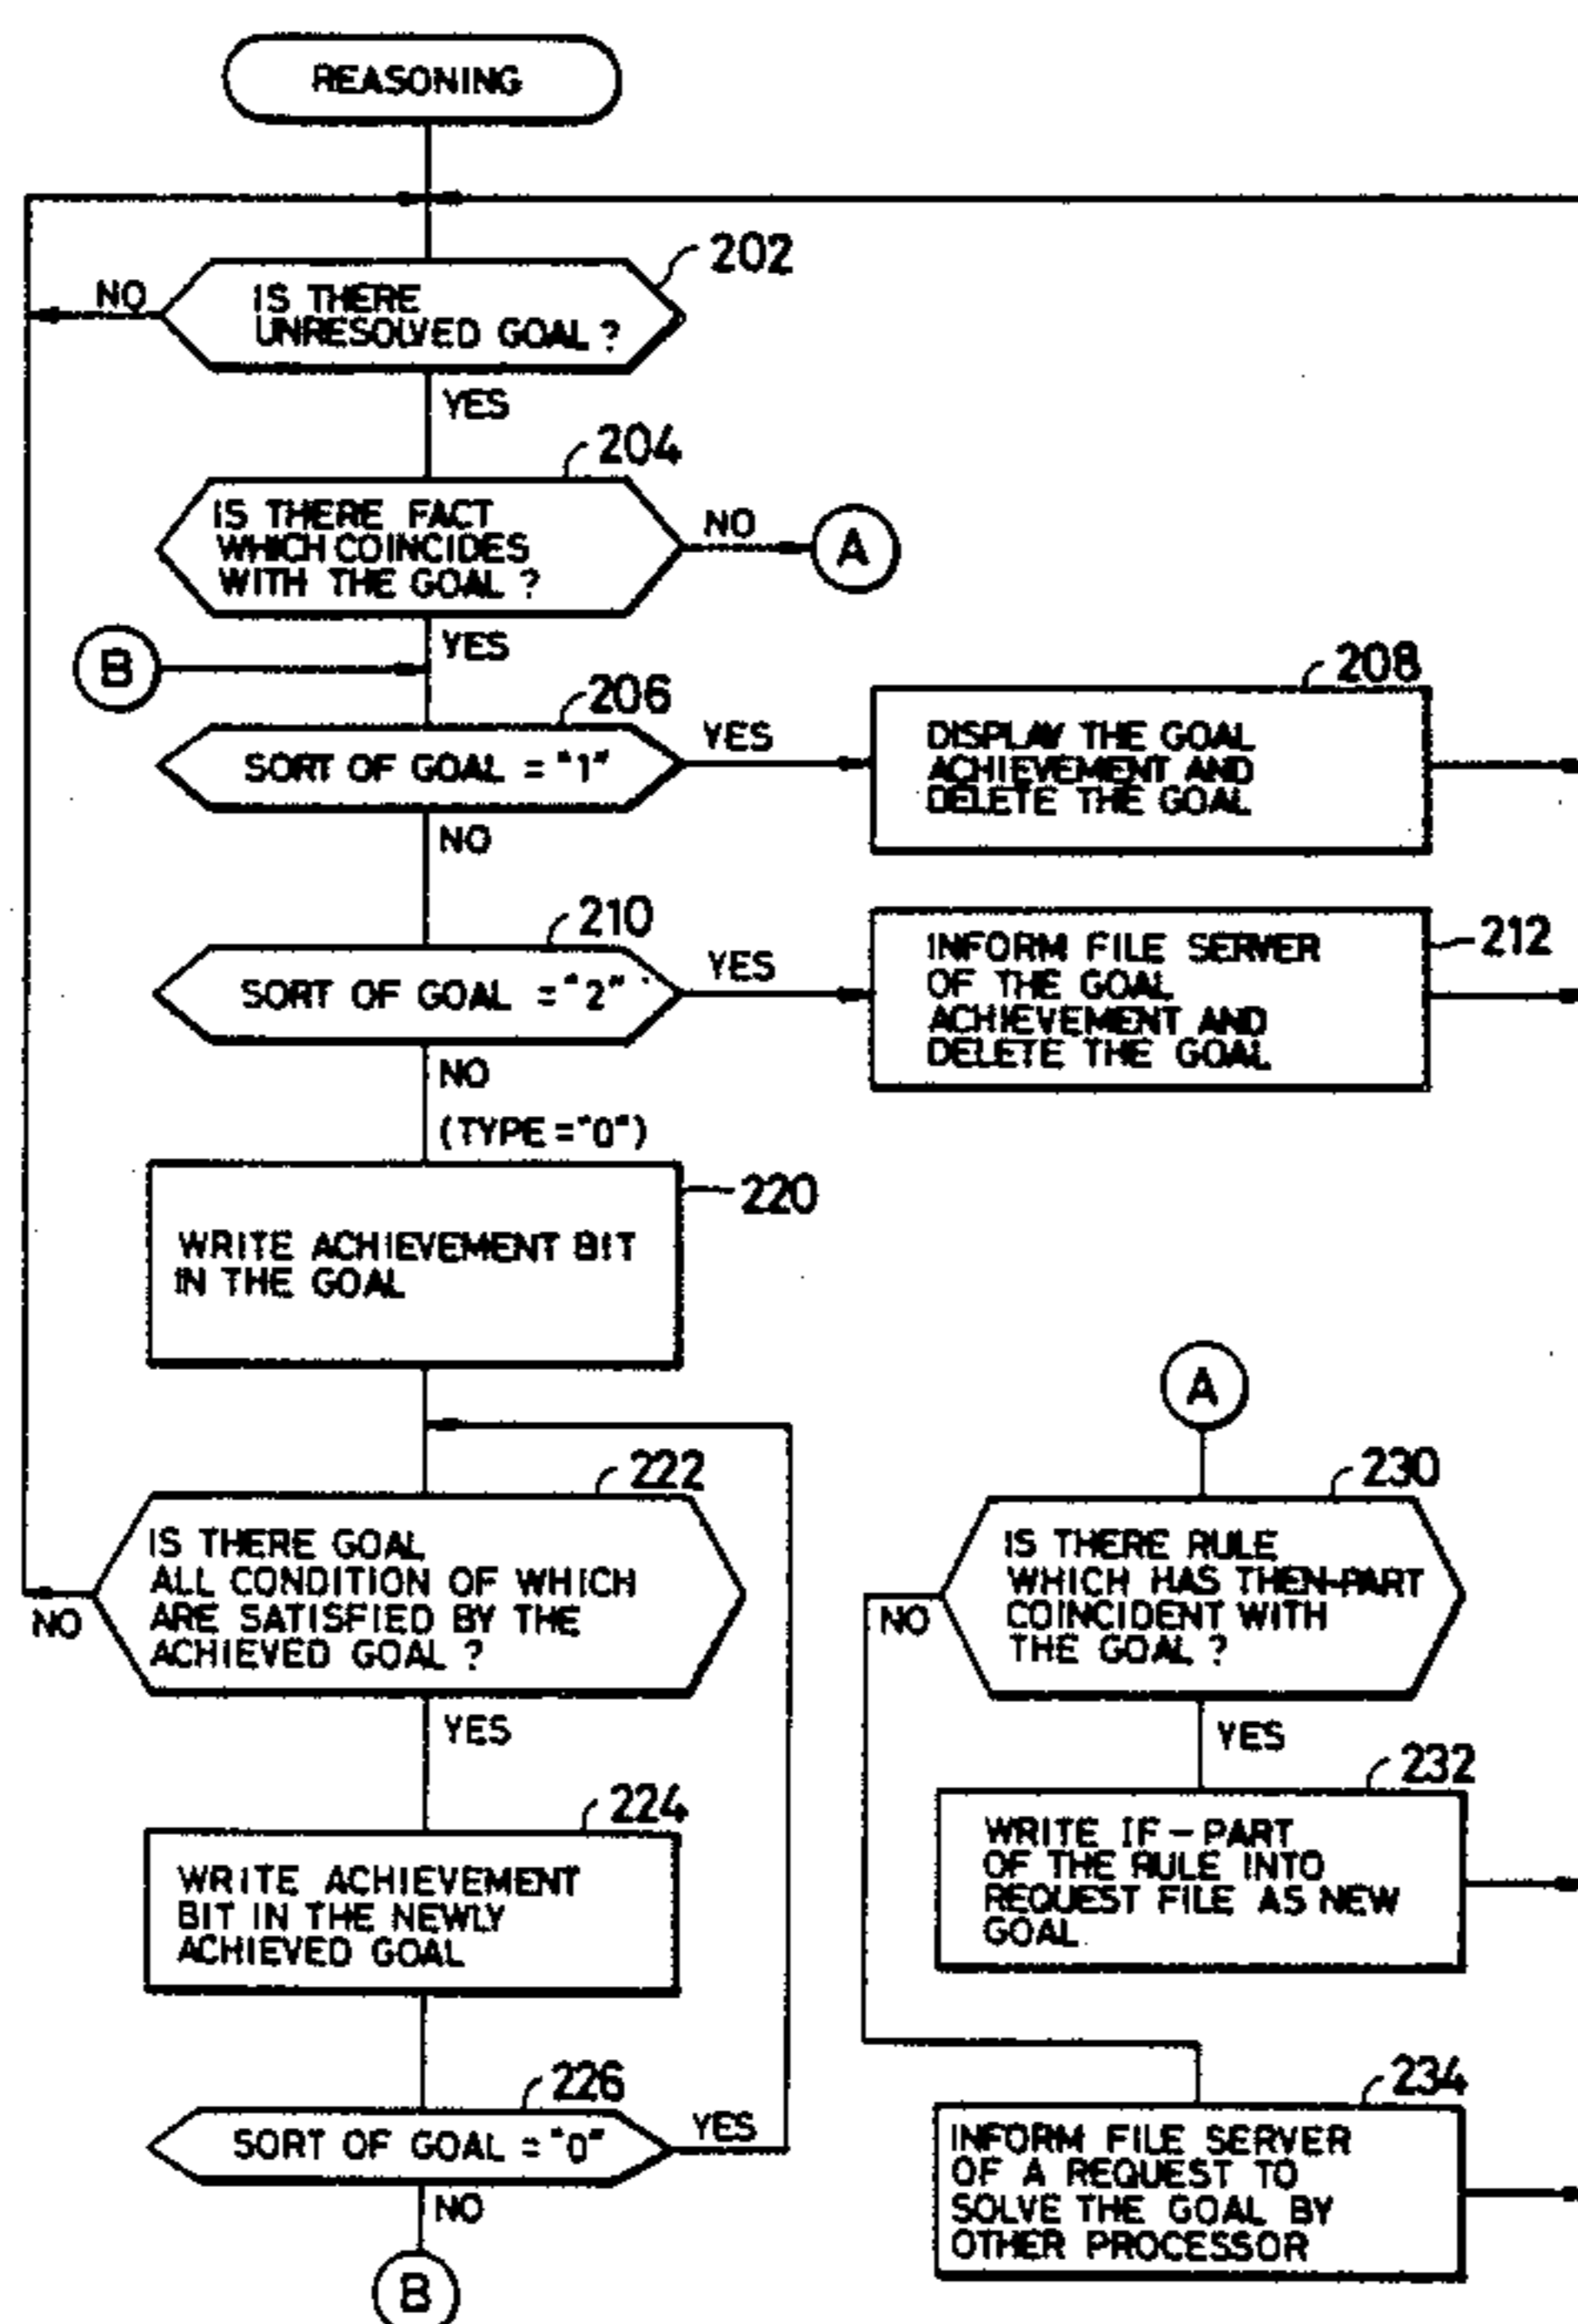 REASONING
202
NO
IS THERE
UNRESOLVED GOAL ?
YES
204
IS THERE FACT
WHICH COINCIDES
WITH THE GOAL ?
NO
A
YES
B
206
SORT OF GOAL = "1"
YES
208
DISPLAY THE GOAL
ACHIEVEMENT AND
DELETE THE GOAL
NO
210
SORT OF GOAL = "2"
YES
212
INFORM FILE SERVER
OF THE GOAL
ACHIEVEMENT AND
DELETE THE GOAL
NO
(TYPE = "0")
220
WRITE ACHIEVEMENT BIT
IN THE GOAL
222
IS THERE GOAL
ALL CONDITION OF WHICH
ARE SATISFIED BY THE
ACHIEVED GOAL ?
NO
YES
224
WRITE ACHIEVEMENT
BIT IN THE NEWLY
ACHIEVED GOAL
226
SORT OF GOAL = "0"
YES
NO
B
A
230
IS THERE RULE
WHICH HAS THEN-PART
COINCIDENT WITH
THE GOAL ?
NO
YES
232
WRITE IF - PART
OF THE RULE INTO
REQUEST FILE AS NEW
GOAL
234
INFORM FILE SERVER
OF A REQUEST TO
SOLVE THE GOAL BY
OTHER PROCESSOR